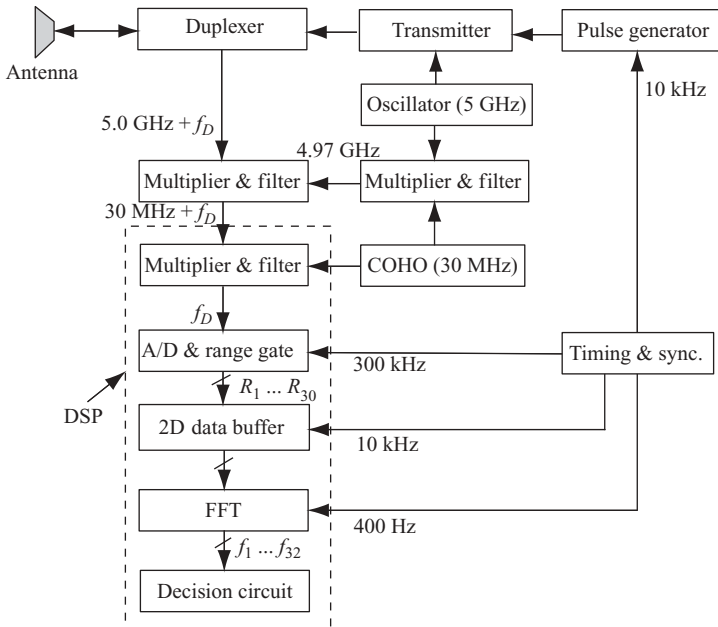 Duplexer
Transmitter
Pulse generator
Antenna
10 kHz
Oscillator (5 GHz)
5.0 GHz + f_D
4.97 GHz
Multiplier & filter
Multiplier & filter
30 MHz + f_D
Multiplier & filter
COHO (30 MHz)
f_D
A/D & range gate
Timing & sync.
300 kHz
R_1 ... R_30
DSP
2D data buffer
10 kHz
FFT
400 Hz
f_1 ... f_32
Decision circuit